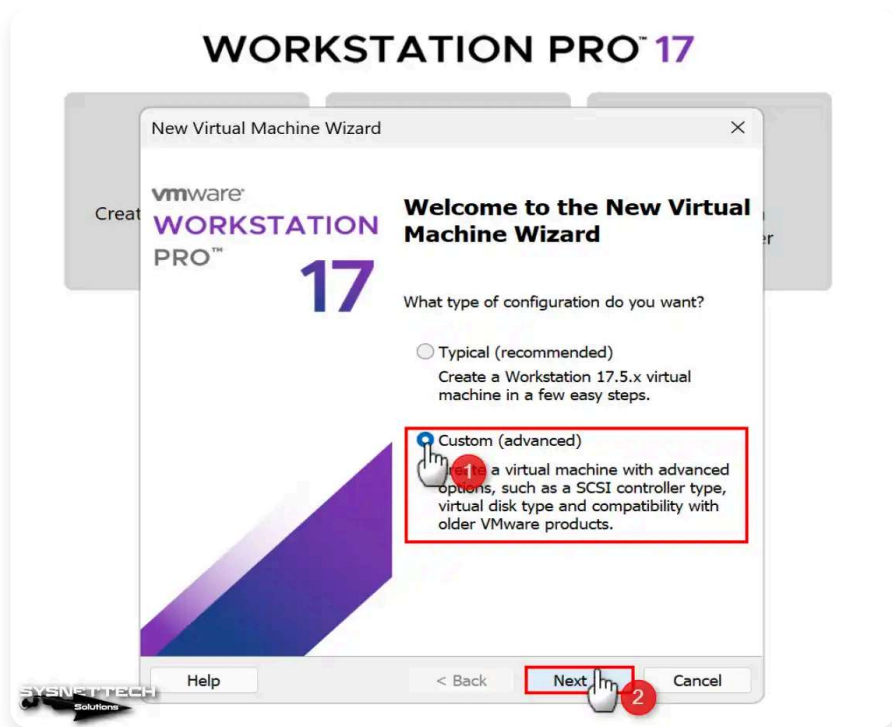 WORKSTATION PRO™ 17
New Virtual Machine Wizard
Creat
er
vmware®
WORKSTATION
PRO™
17
Welcome to the New Virtual
Machine Wizard
What type of configuration do you want?
Typical (recommended)
Create a Workstation 17.5.x virtual
machine in a few easy steps.
Custom (advanced)
1
a virtual machine with advanced
options, such as a SCSI controller type,
virtual disk type and compatibility with
older VMware products.
Help
< Back
Next
2
Cancel
SYSNETTECH
Solutions